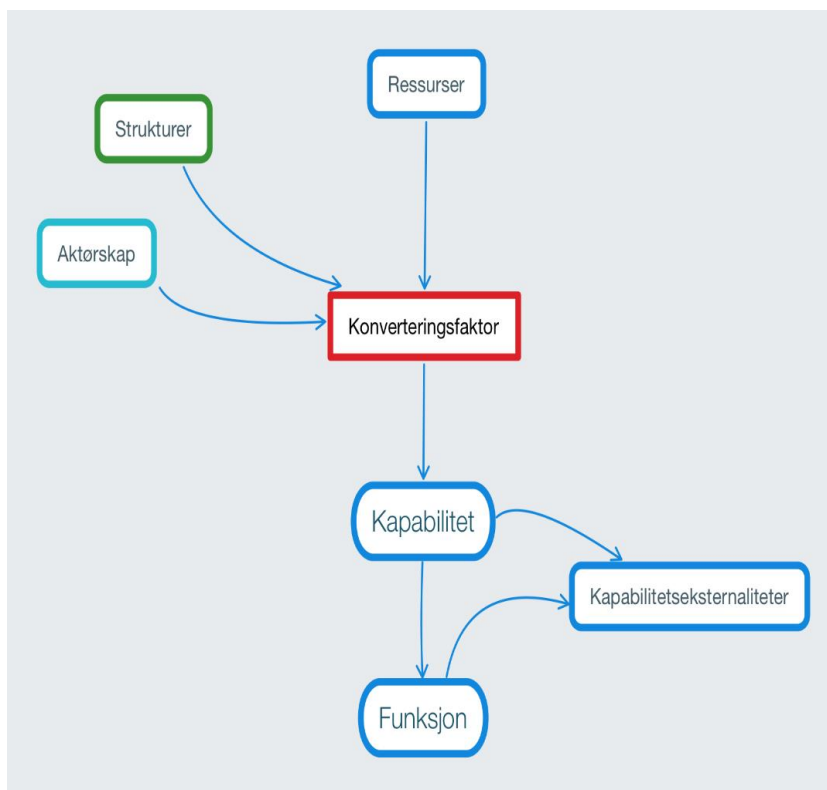 Ressurser
Strukturer
Aktørskap
Konverteringsfaktor
Kapabilitet
Kapabilitetseksternaliteter
Funksjon